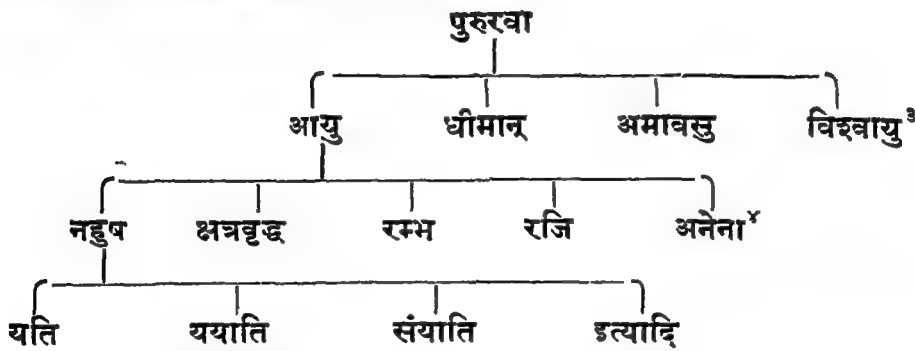 पुरुरवा
आयु धीमान् अमावसु विश्वायु³
नहुष क्षत्रवृद्ध रम्भ रजि अनेना⁴
यति ययाति संयाति इत्यादि